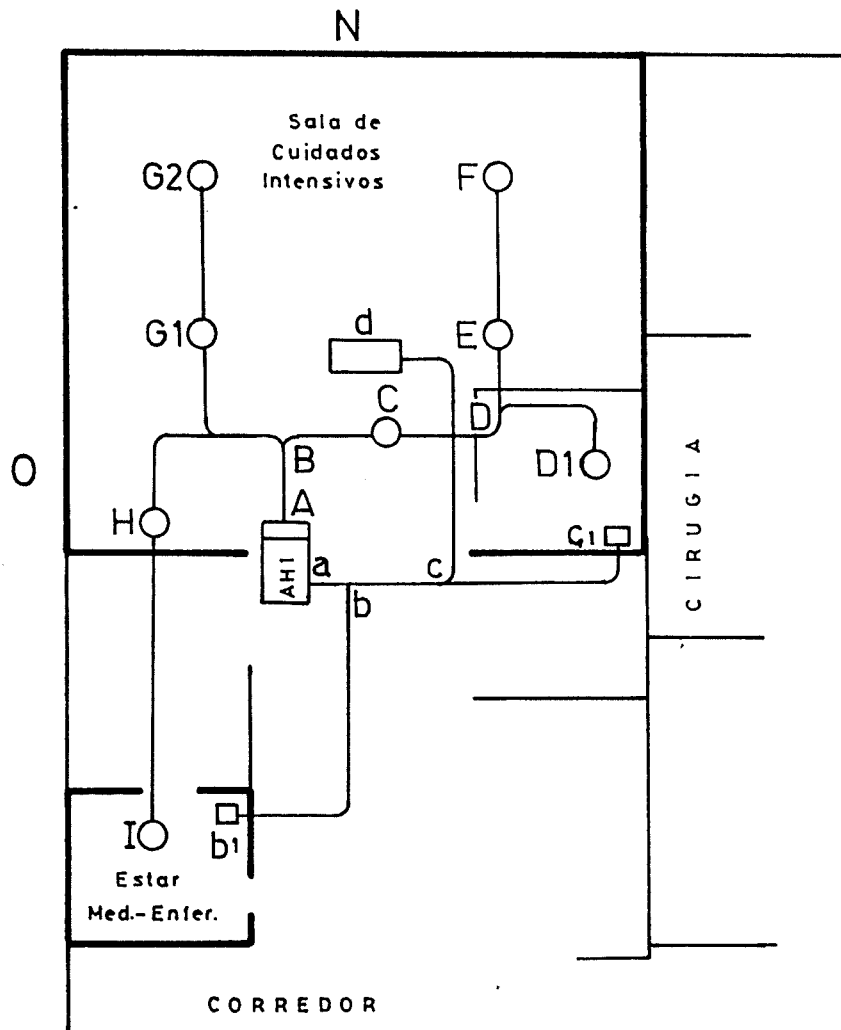 N
Sala de
Cuidados
Intensivos
G2
F
G1
d
E
C
D
B
D1
O
A
H
C1
a
AH1
c
b
CIRUGIA
b1
I
Estar
Med.-Enfer.
CORREDOR